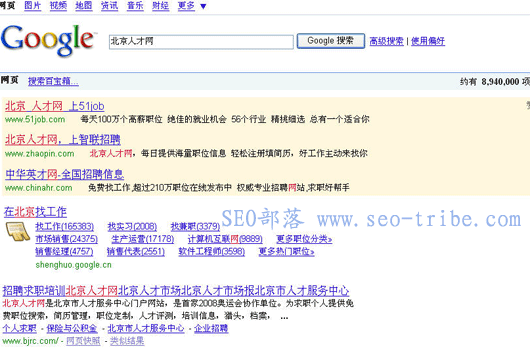 网页 图片 视频 地图 资讯 音乐 财经 更多 ▼
Google
北京人才网 Google 搜索 高级搜索 | 使用偏好
网页 搜索百宝箱... 约有 8,940,000 项
北京 人才网 上51job
www.51job.com 每天100万个高薪职位 绝佳的就业机会 56个行业 精挑细选 总有一个适合你
北京人才网，上智联招聘
www.zhaopin.com 北京人才网，每日提供海量职位信息 轻松注册填简历，好工作主动来找你
中华英才网-全国招聘信息
www.chinahr.com 免费找工作,超过210万职位在线发布中 权威专业招聘网站,求职好帮手
在北京找工作
找工作(165383) 找实习(2008) 找兼职(3379)
市场销售(24375) 生产运营(17178) 计算机互联网(9889) 更多职位分类»
销售经理(4757) 销售代表(2551) 软件工程师(3598) 更多热门职位»
shenghuo.google.cn
SEO部落 www.seo-tribe.com
招聘求职培训北京人才网北京人才市场北京人才市场报北京市人才服务中心
北京人才网是北京市人才服务中心门户网站，是首家2008奥运会协作单位。为求职个人提供免
费职位搜索，简历管理，职位定制，人才评测，培训信息，猎头，档案， ...
个人求职 - 保险与公积金 - 北京市人才服务中心 - 企业招聘
www.bjrc.com/ - 网页快照 - 类似结果